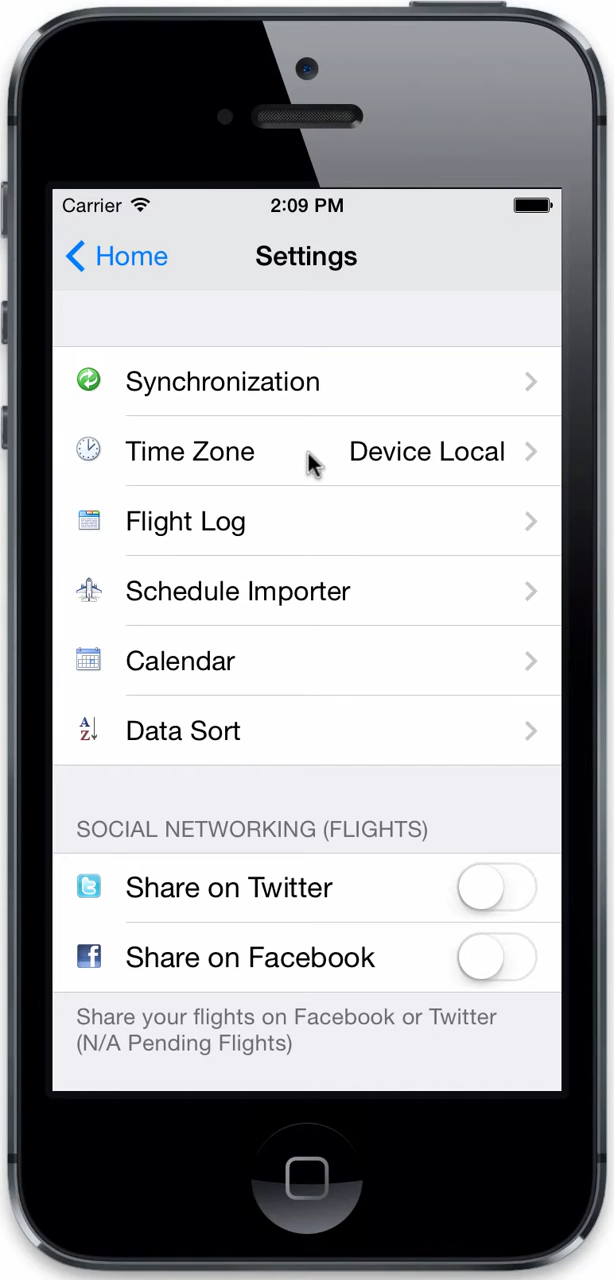 Carrier 2:09 PM
Home Settings
Synchronization
Time Zone Device Local
Flight Log
Schedule Importer
Calendar
Data Sort
SOCIAL NETWORKING (FLIGHTS)
Share on Twitter
Share on Facebook
Share your flights on Facebook or Twitter
(N/A Pending Flights)